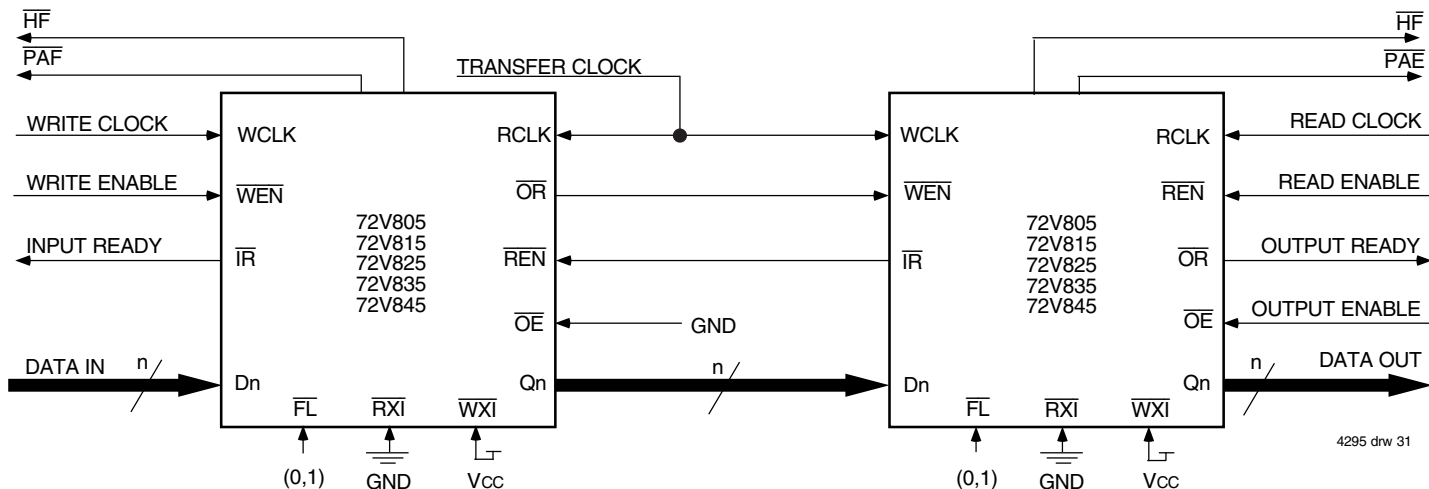 HF HF
PAF TRANSFER CLOCK PAE
WRITE CLOCK WCLK RCLK WCLK RCLK READ CLOCK
WRITE ENABLE WEN OR WEN REN READ ENABLE
72V805 72V805
72V815 72V815
INPUT READY IR 72V825 REN IR 72V825 OR OUTPUT READY
72V835 72V835
72V845 72V845
OE GND OE OUTPUT ENABLE
DATA IN n Dn Qn n Dn Qn n DATA OUT
FL RXI WXI FL RXI WXI
4295 drw 31
(0,1) GND VCC (0,1) GND VCC